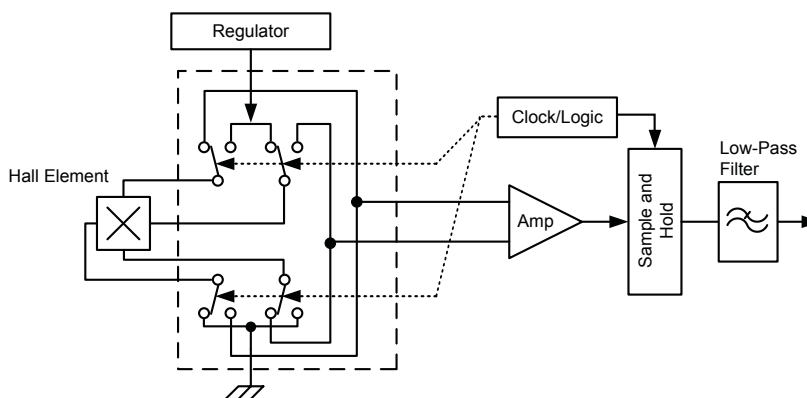 Regulator
Clock/Logic
Low-Pass
Filter
Hall Element
Amp
Sample and
Hold